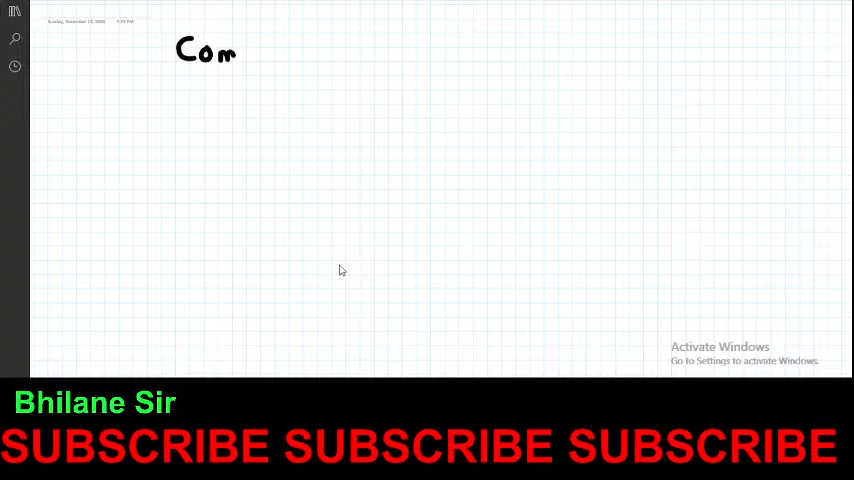 Com
Activate Windows
Go to Settings to activate Windows.
Bhilane Sir
SUBSCRIBE SUBSCRIBE SUBSCRIBE